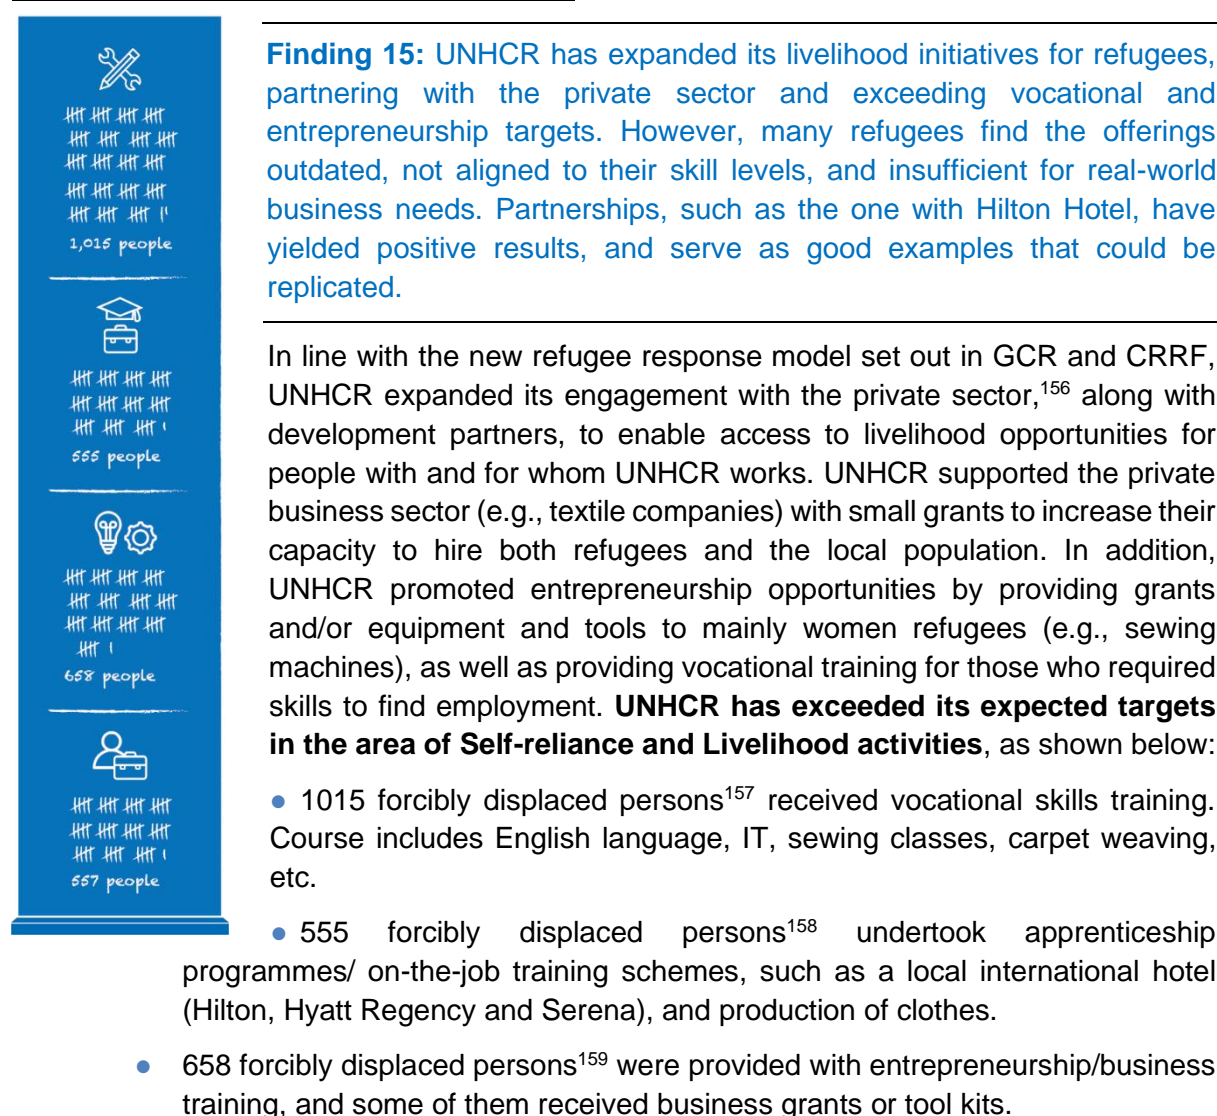 1,015 people
555 people
658 people
557 people
Finding 15: UNHCR has expanded its livelihood initiatives for refugees,
partnering with the private sector and exceeding vocational and
entrepreneurship targets. However, many refugees find the offerings
outdated, not aligned to their skill levels, and insufficient for real-world
business needs. Partnerships, such as the one with Hilton Hotel, have
yielded positive results, and serve as good examples that could be
replicated.
In line with the new refugee response model set out in GCR and CRRF,
UNHCR expanded its engagement with the private sector,156 along with
development partners, to enable access to livelihood opportunities for
people with and for whom UNHCR works. UNHCR supported the private
business sector (e.g., textile companies) with small grants to increase their
capacity to hire both refugees and the local population. In addition,
UNHCR promoted entrepreneurship opportunities by providing grants
and/or equipment and tools to mainly women refugees (e.g., sewing
machines), as well as providing vocational training for those who required
skills to find employment. UNHCR has exceeded its expected targets
in the area of Self-reliance and Livelihood activities, as shown below:
● 1015 forcibly displaced persons157 received vocational skills training.
Course includes English language, IT, sewing classes, carpet weaving,
etc.
● 555 forcibly displaced persons158 undertook apprenticeship
programmes/ on-the-job training schemes, such as a local international hotel
(Hilton, Hyatt Regency and Serena), and production of clothes.
● 658 forcibly displaced persons159 were provided with entrepreneurship/business
training, and some of them received business grants or tool kits.